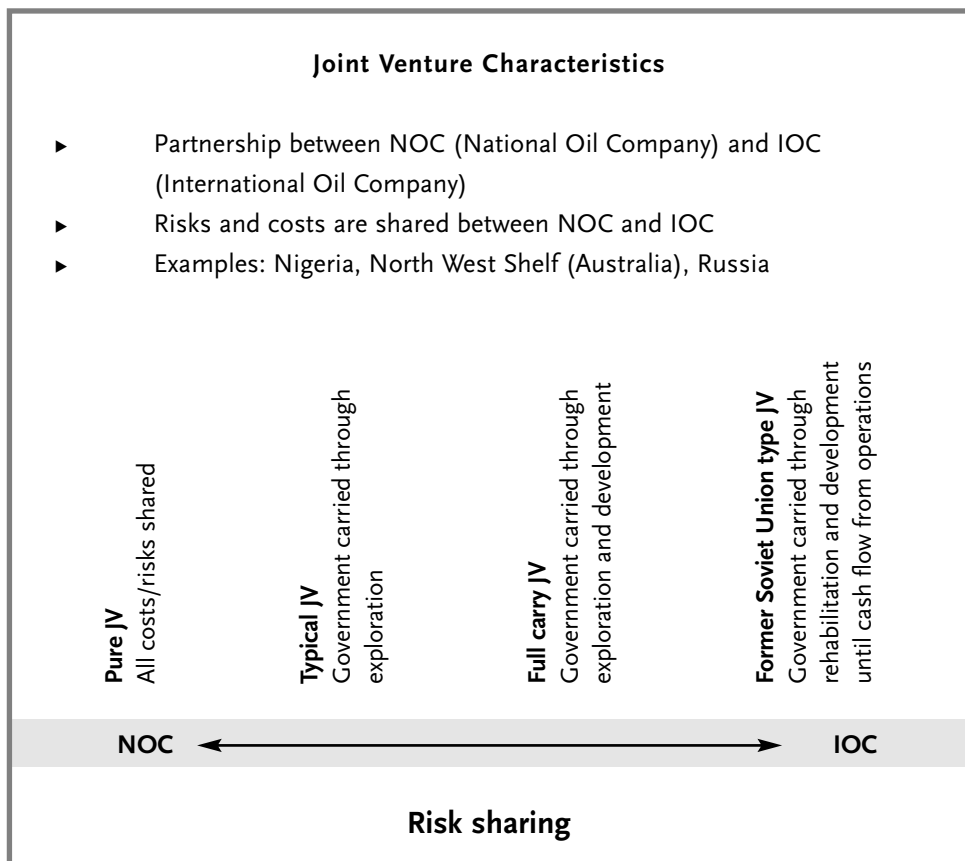 Joint Venture Characteristics
► Partnership between NOC (National Oil Company) and IOC
(International Oil Company)
► Risks and costs are shared between NOC and IOC
► Examples: Nigeria, North West Shelf (Australia), Russia
Pure JV
All costs/risks shared
Typical JV
Government carried through
exploration
Full carry JV
Government carried through
exploration and development
Former Soviet Union type JV
Government carried through
rehabilitation and development
until cash flow from operations
NOC IOC
Risk sharing